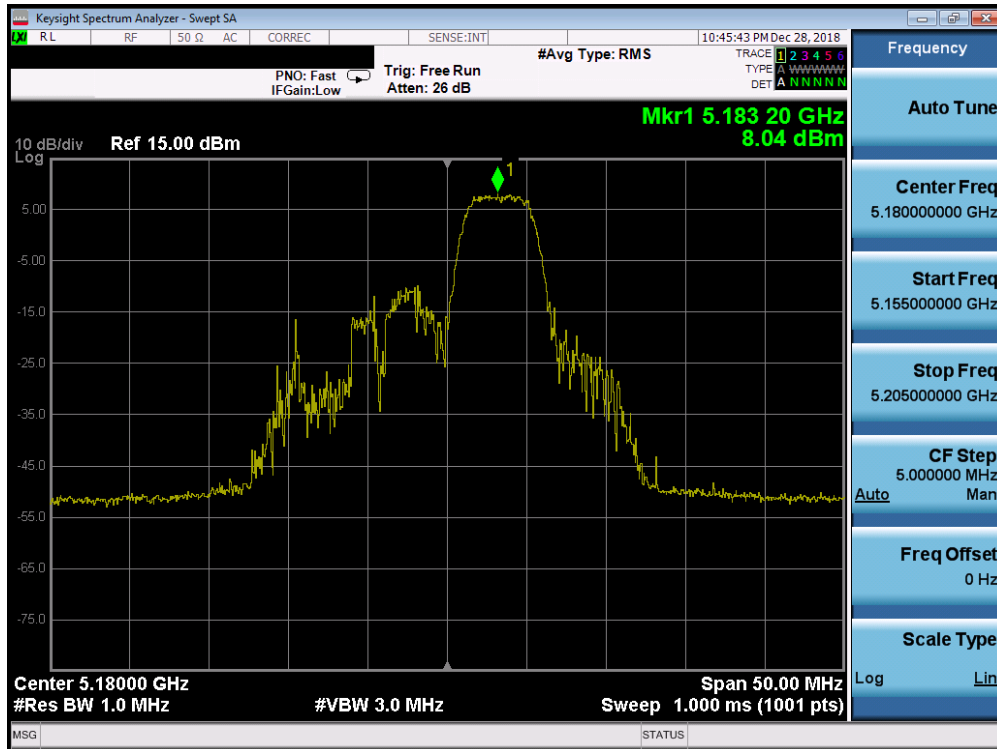 Keysight Spectrum Analyzer - Swept SA
LXI RL RF 50 Ω AC CORREC SENSE:INT 10:45:43 PM Dec 28, 2018
PNO: Fast
IFGain:Low
Trig: Free Run
Atten: 26 dB
#Avg Type: RMS
TRACE 1 2 3 4 5 6
TYPE A WWWWW
DET A N N N N N
Mkr1 5.183 20 GHz
8.04 dBm
10 dB/div Ref 15.00 dBm
Log
1
5.00
-5.00
-15.0
-25.0
-35.0
-45.0
-55.0
-65.0
-75.0
Center 5.18000 GHz Span 50.00 MHz
#Res BW 1.0 MHz #VBW 3.0 MHz Sweep 1.000 ms (1001 pts)
MSG STATUS
Frequency
Auto Tune
Center Freq
5.180000000 GHz
Start Freq
5.155000000 GHz
Stop Freq
5.205000000 GHz
CF Step
5.000000 MHz
Auto Man
Freq Offset
0 Hz
Scale Type
Log Lin